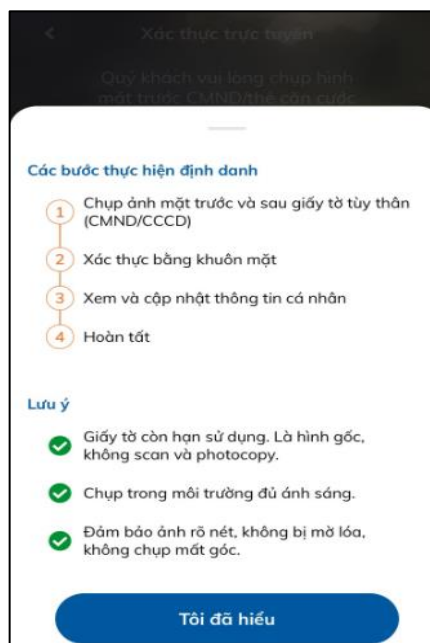 Xác thực trực tuyến
Quý khách vui lòng chụp hình
mặt trước CMND/thẻ căn cước
Các bước thực hiện định danh
1 Chụp ảnh mặt trước và sau giấy tờ tùy thân
(CMND/CCCD)
2 Xác thực bằng khuôn mặt
3 Xem và cập nhật thông tin cá nhân
4 Hoàn tất
Lưu ý
Giấy tờ còn hạn sử dụng. Là hình gốc,
không scan và photocopy.
Chụp trong môi trường đủ ánh sáng.
Đảm bảo ảnh rõ nét, không bị mờ lóa,
không chụp mất góc.
Tôi đã hiểu